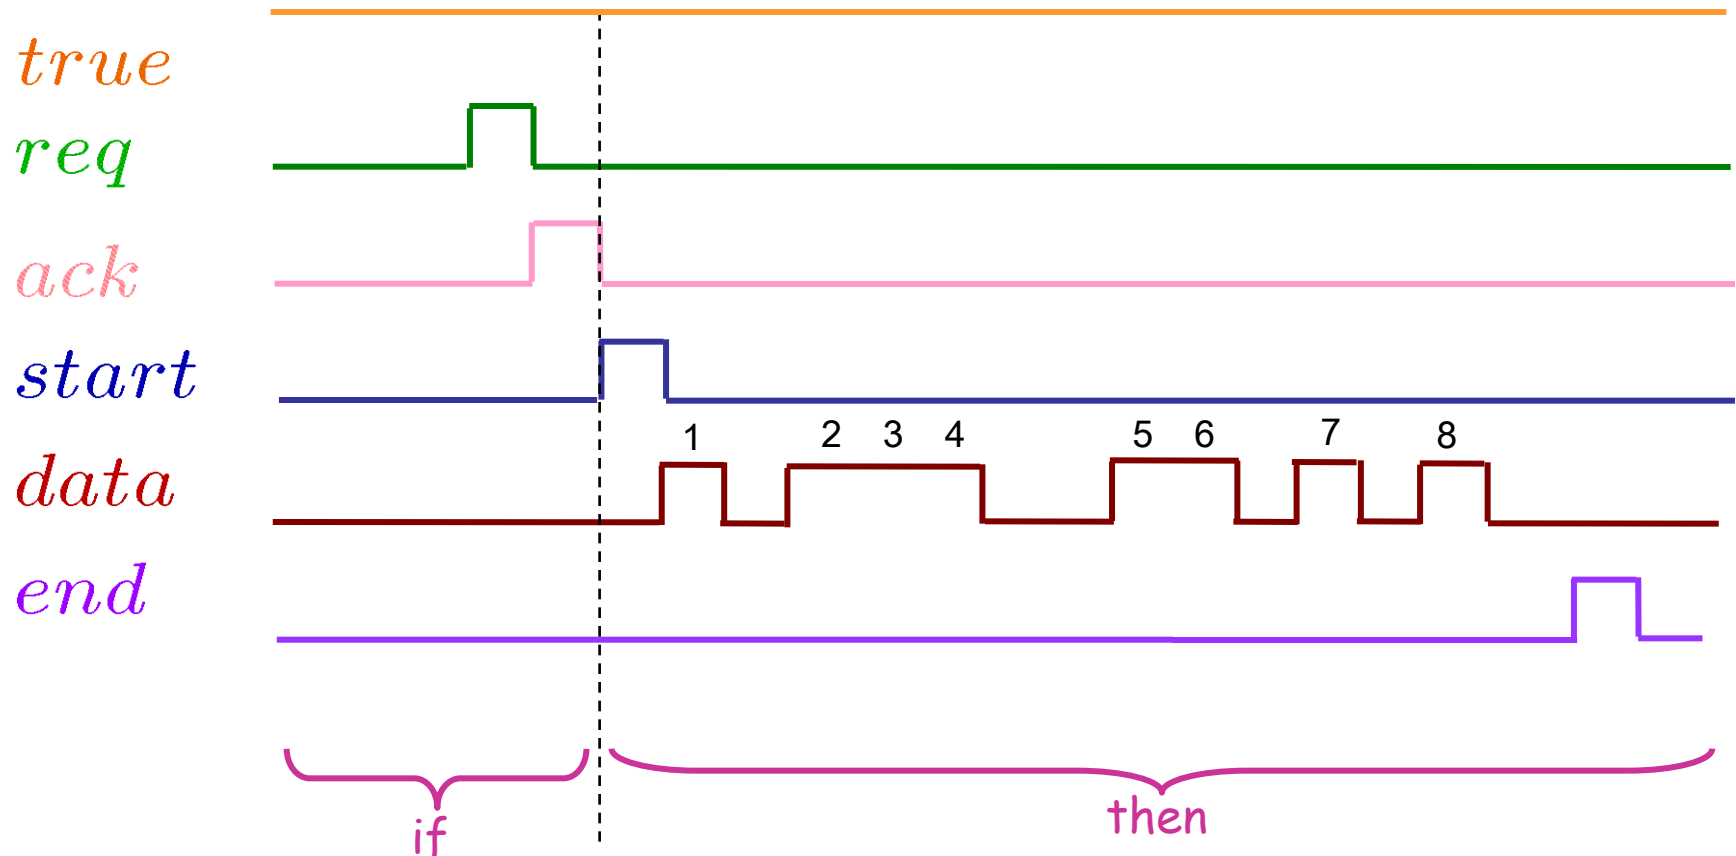 true
req
ack
start
1 2 3 4 5 6 7 8
data
end
if then